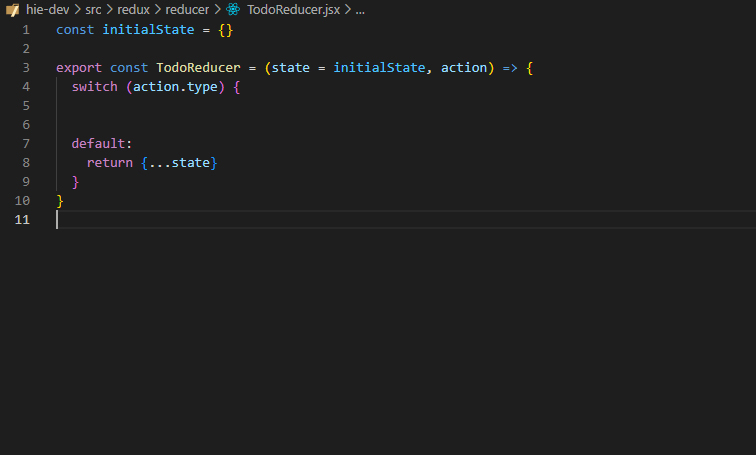 hie-dev > src > redux > reducer > TodoReducer.jsx > ...
1 const initialState = {}
2
3 export const TodoReducer = (state = initialState, action) => {
4   switch (action.type) {
5
6
7   default:
8     return {...state}
9   }
10 }
11